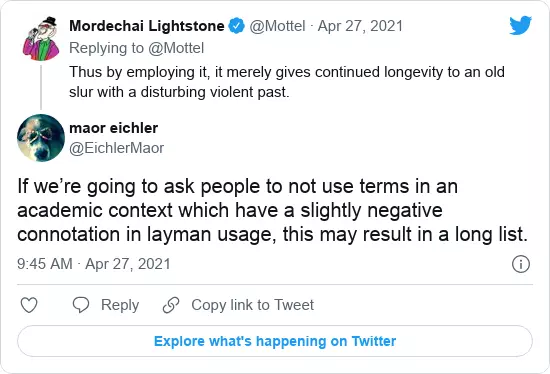 Mordechai Lightstone @Mottel · Apr 27, 2021
Replying to @Mottel
Thus by employing it, it merely gives continued longevity to an old
slur with a disturbing violent past.
maor eichler
@EichlerMaor
If we’re going to ask people to not use terms in an
academic context which have a slightly negative
connotation in layman usage, this may result in a long list.
9:45 AM · Apr 27, 2021
Reply Copy link to Tweet
Explore what's happening on Twitter